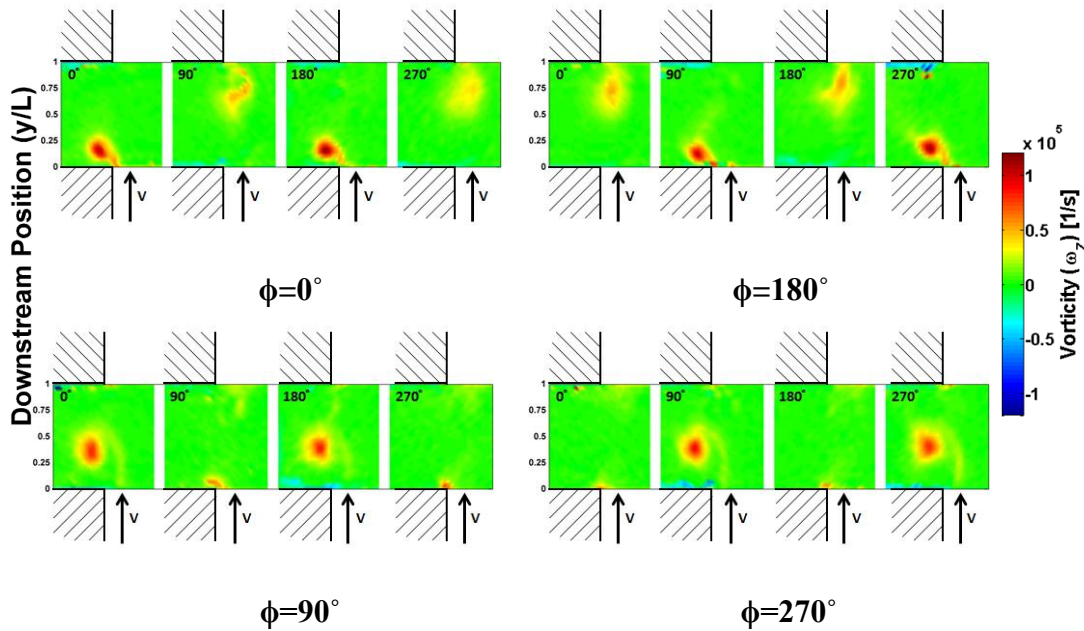 Downstream Position (y/L)
1
0.75
0.5
0.25
0
0°
90°
180°
270°
V
V
V
V
ϕ=0°
1
0.75
0.5
0.25
0
0°
90°
180°
270°
V
V
V
V
ϕ=180°
1
0.75
0.5
0.25
0
0°
90°
180°
270°
V
V
V
V
ϕ=90°
1
0.75
0.5
0.25
0
0°
90°
180°
270°
V
V
V
V
ϕ=270°
x 10⁵
1
0.5
0
-0.5
-1
Vorticity (ω_z) [1/s]